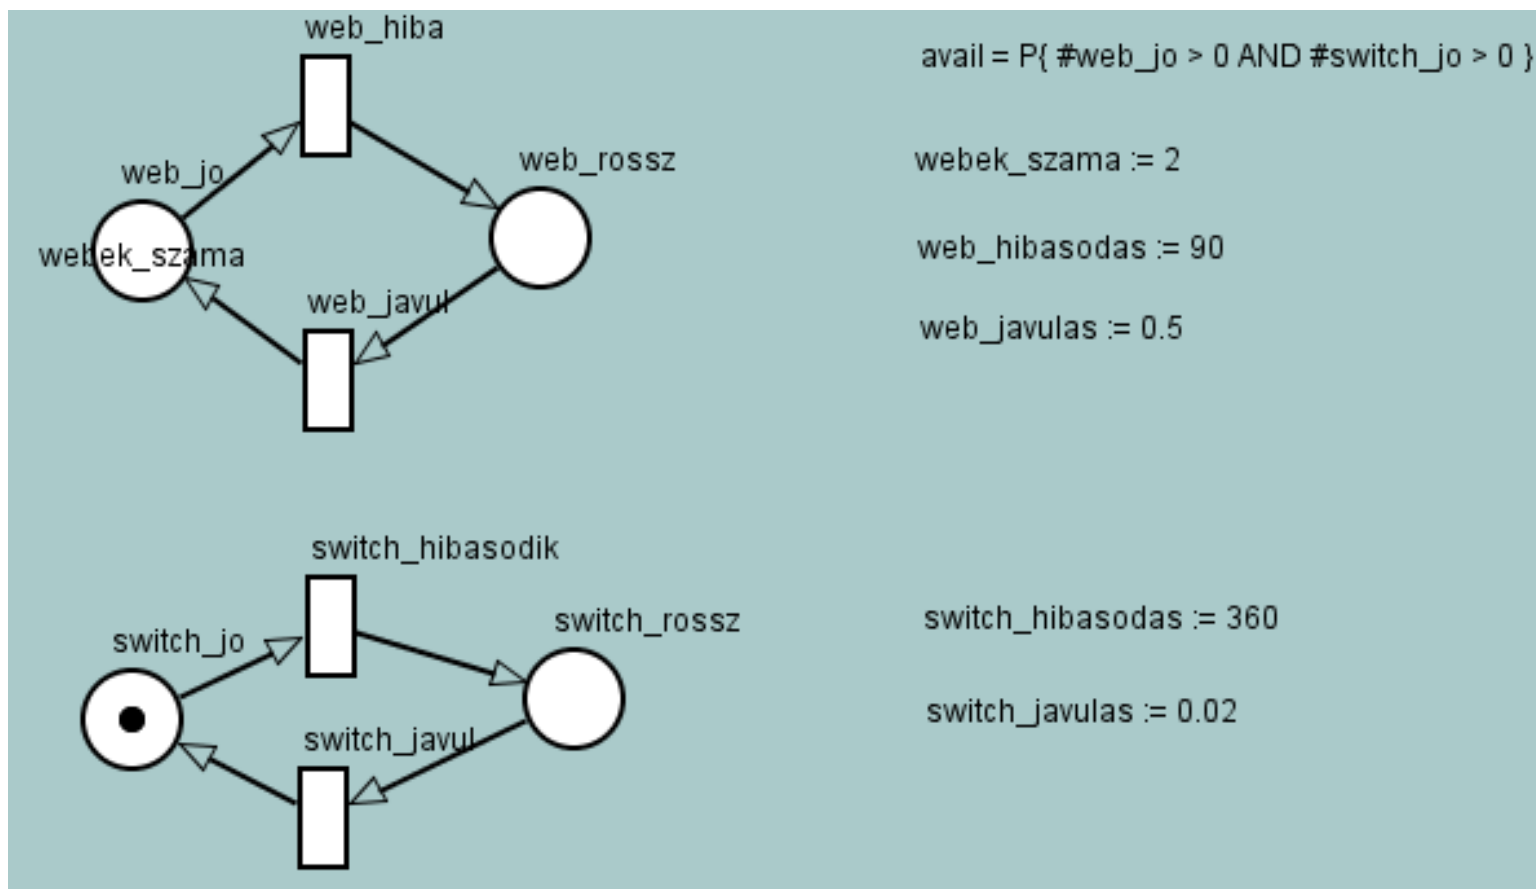 web_hiba
avail = P{ #web_jo > 0 AND #switch_jo > 0 }
web_jo
web_rossz
webek_szama := 2
webek_szama
web_hibasodas := 90
web_javul
web_javulas := 0.5
switch_hibasodik
switch_jo
switch_rossz
switch_hibasodas := 360
switch_javul
switch_javulas := 0.02